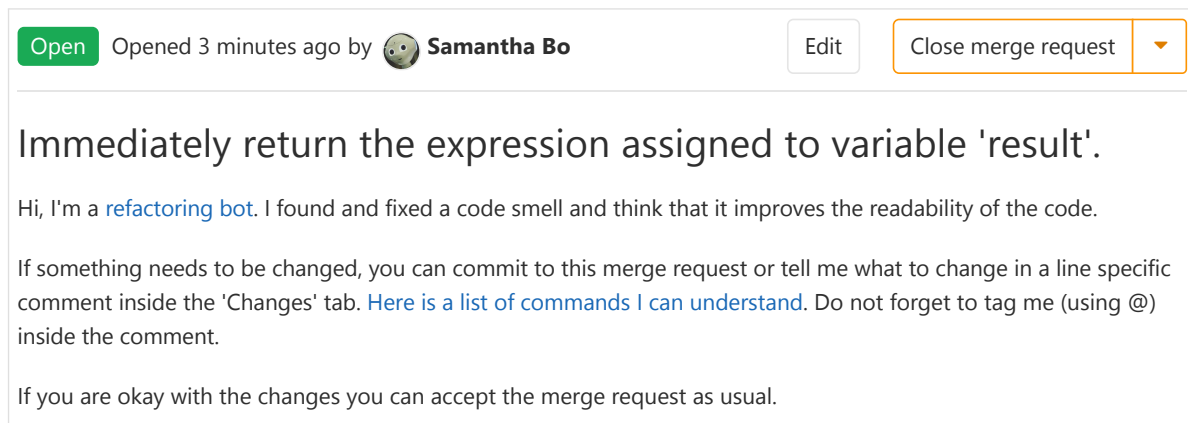 Open Opened 3 minutes ago by Samantha Bo Edit Close merge request
Immediately return the expression assigned to variable 'result'.
Hi, I'm a refactoring bot. I found and fixed a code smell and think that it improves the readability of the code.
If something needs to be changed, you can commit to this merge request or tell me what to change in a line specific
comment inside the 'Changes' tab. Here is a list of commands I can understand. Do not forget to tag me (using @)
inside the comment.
If you are okay with the changes you can accept the merge request as usual.